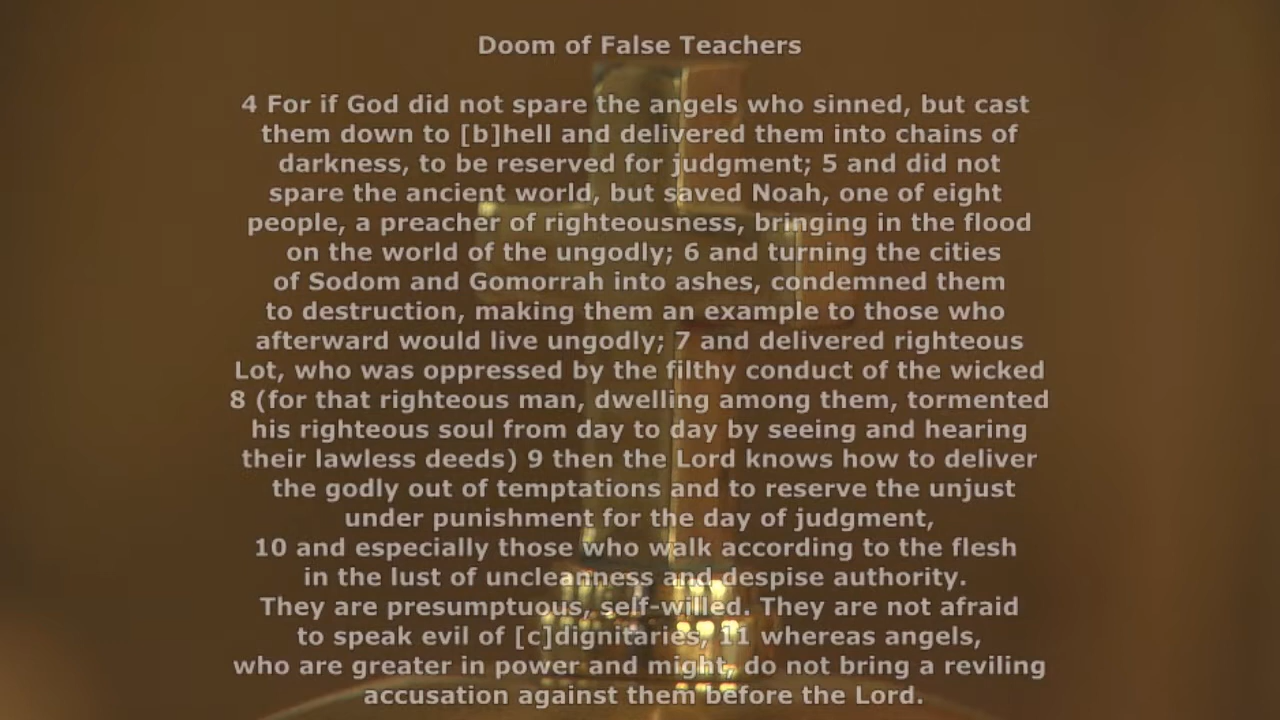 Doom of False Teachers
4 For if God did not spare the angels who sinned, but cast
them down to [b]hell and delivered them into chains of
darkness, to be reserved for judgment; 5 and did not
spare the ancient world, but saved Noah, one of eight
people, a preacher of righteousness, bringing in the flood
on the world of the ungodly; 6 and turning the cities
of Sodom and Gomorrah into ashes, condemned them
to destruction, making them an example to those who
afterward would live ungodly; 7 and delivered righteous
Lot, who was oppressed by the filthy conduct of the wicked
8 (for that righteous man, dwelling among them, tormented
his righteous soul from day to day by seeing and hearing
their lawless deeds) 9 then the Lord knows how to deliver
the godly out of temptations and to reserve the unjust
under punishment for the day of judgment,
10 and especially those who walk according to the flesh
in the lust of uncleanness and despise authority.
They are presumptuous, self-willed. They are not afraid
to speak evil of [c]dignitaries, 11 whereas angels,
who are greater in power and might, do not bring a reviling
accusation against them before the Lord.